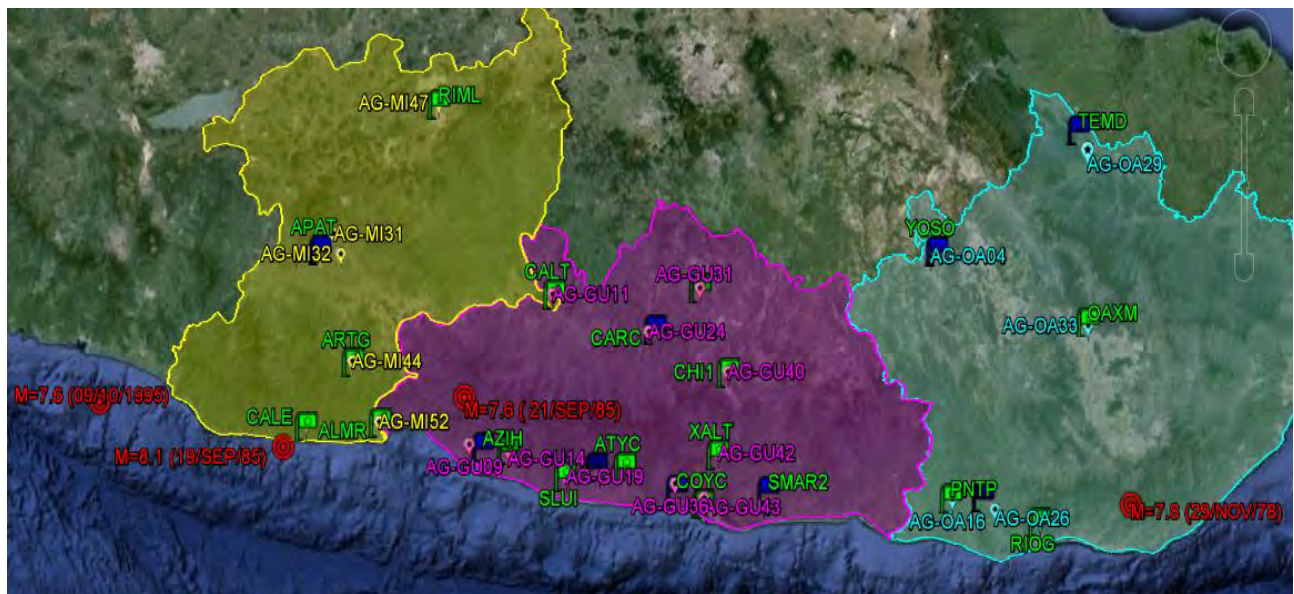 AG-MI47 RIML
TEMD
AG-OA29
APAT AG-MI31
AG-MI32
YOSO
AG-OA04
CALT AG-GU31
AG-GU11
CARC AG-GU24
AG-OA33 OAXM
ARTG
AG-MI44
CHI1 AG-GU40
M=7.6 (09/10/1995)
M=7.6 ( 21/SEP/85)
CALE ALMR AG-MI52
M=8.1 (19/SEP/85)
AZIH ATYC XALT
AG-GU09 AG-GU14 AG-GU42
SLUI AG-GU19 COYC SMAR2
AG-GU36 AG-GU43
PNTP
AG-OA16 AG-OA26
RIOG
M=7.8 (29/NOV/78)